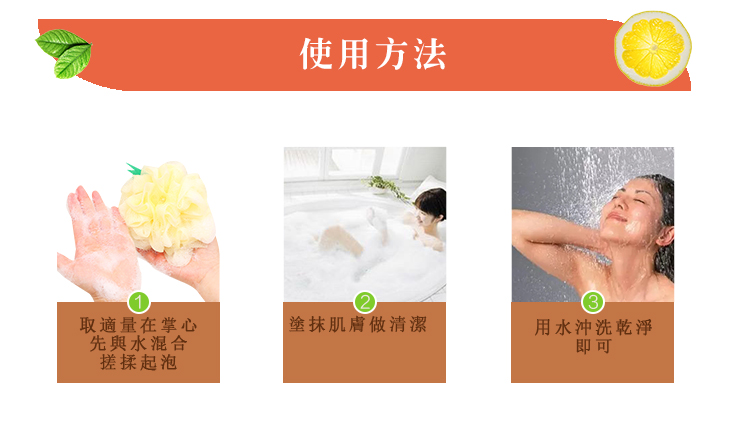 使用方法
1
取適量在掌心
先與水混合
搓揉起泡
2
塗抹肌膚做清潔
3
用水沖洗乾淨
即可